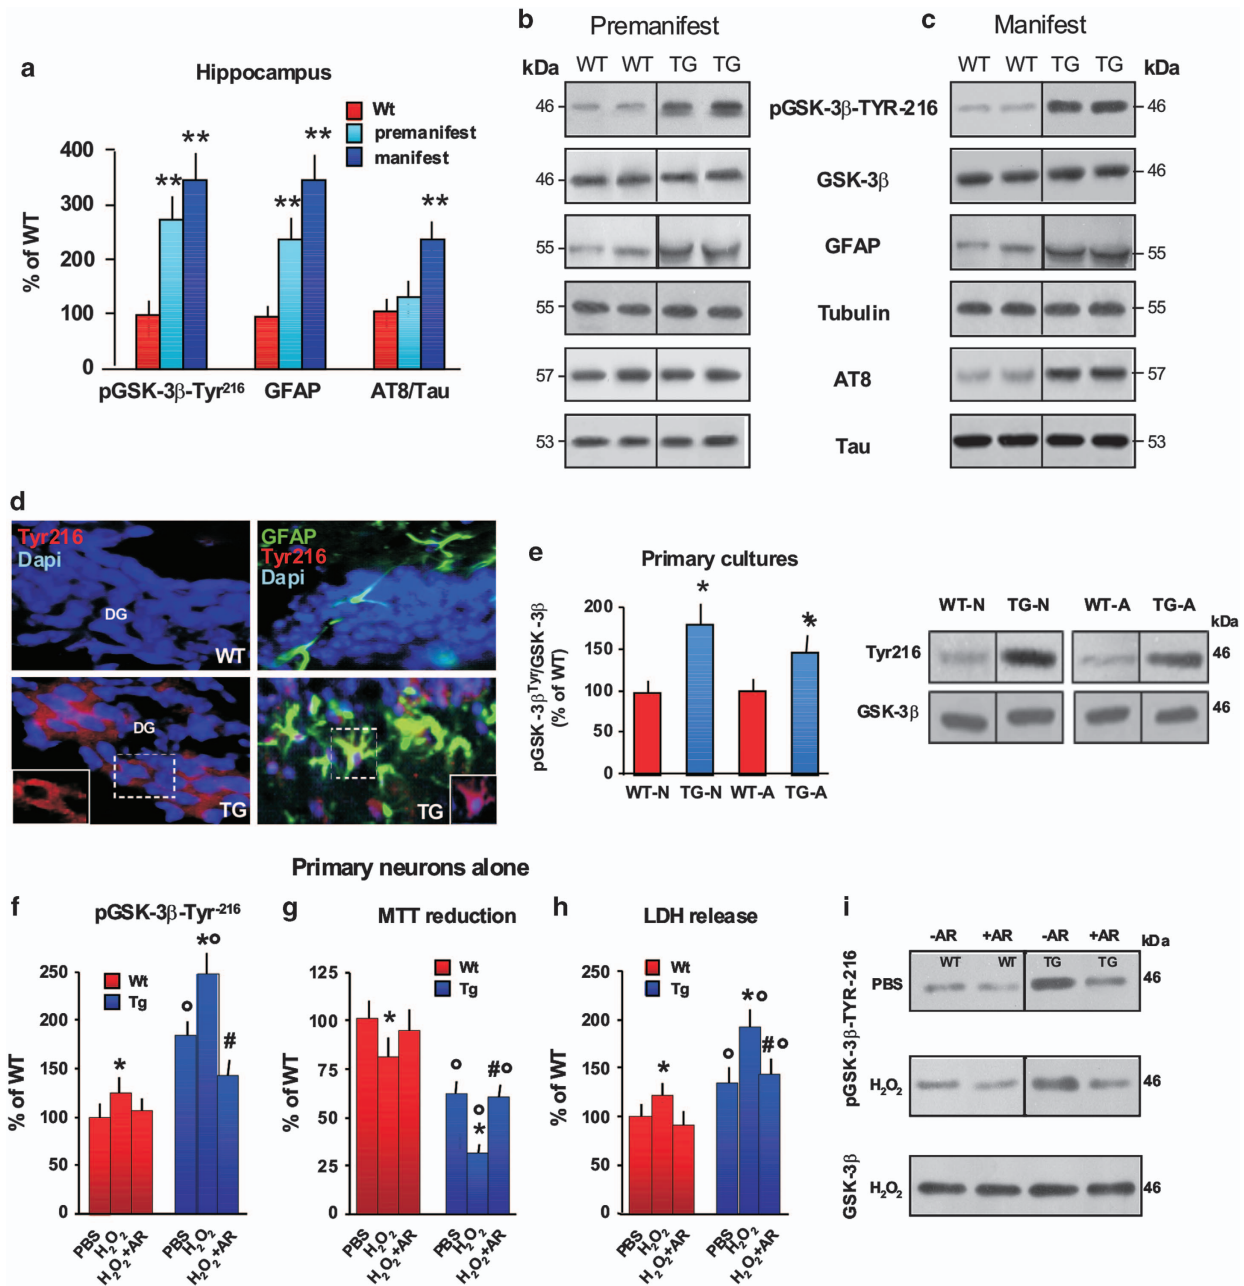 a
Hippocampus
Wt
premanifest
manifest
% of WT
400
300
200
100
0
**
**
**
**
**
pGSK-3β-Tyr216
GFAP
AT8/Tau
b
Premanifest
kDa
WT WT TG TG
46
46
55
55
57
53
pGSK-3β-TYR-216
GSK-3β
GFAP
Tubulin
AT8
Tau
c
Manifest
WT WT TG TG
kDa
46
46
55
55
57
53
d
Tyr216
Dapi
DG
WT
GFAP
Tyr216
Dapi
DG
TG
TG
e
Primary cultures
pGSK-3βTyr/GSK-3β
(% of WT)
200
150
100
50
0
*
*
WT-N TG-N WT-A TG-A
WT-N TG-N WT-A TG-A
kDa
Tyr216
46
GSK-3β
46
Primary neurons alone
f
pGSK-3β-Tyr-216
Wt
Tg
% of WT
250
200
150
100
50
0
*
°
*°
#
PBS
H2O2
H2O2+AR
PBS
H2O2
H2O2+AR
g
MTT reduction
Wt
Tg
% of WT
125
100
75
50
25
0
*
°
°
*
#°
PBS
H2O2
H2O2+AR
PBS
H2O2
H2O2+AR
h
LDH release
Wt
Tg
% of WT
250
200
150
100
50
0
*
°
*°
#°
PBS
H2O2
H2O2+AR
PBS
H2O2
H2O2+AR
i
-AR +AR -AR +AR
kDa
WT WT TG TG
pGSK-3β-TYR-216
PBS
46
H2O2
46
GSK-3β
H2O2
46